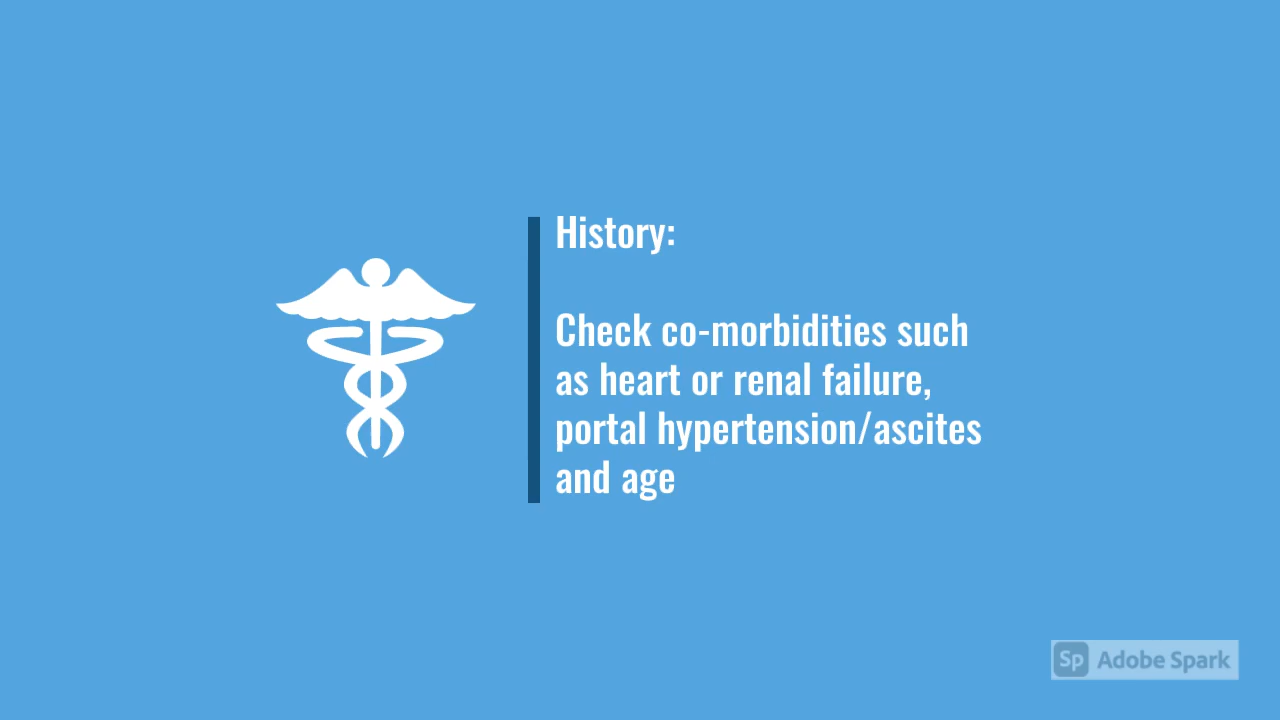 History:
Check co-morbidities such
as heart or renal failure,
portal hypertension/ascites
and age
Sp Adobe Spark